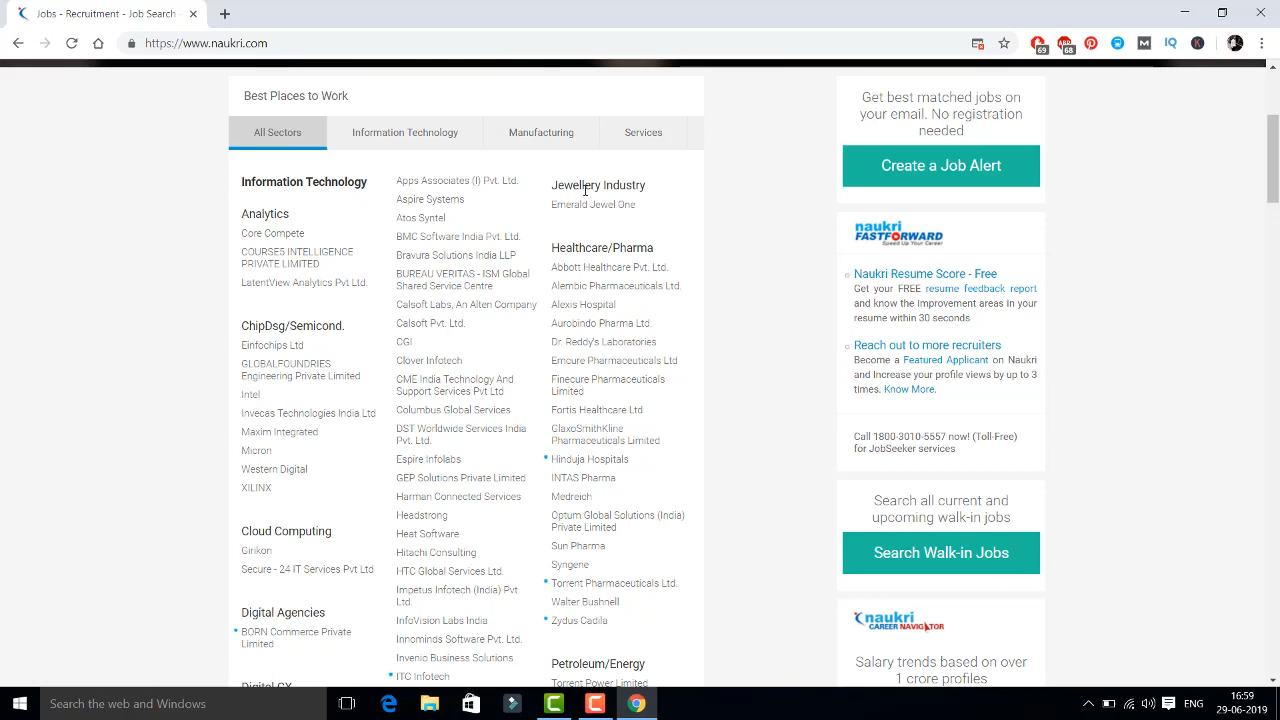 Jobs - Recruitment - Job Search
https://www.naukri.com
69
68
Best Places to Work
All Sectors
Information Technology
Manufacturing
Services
Information Technology
Analytics
Core Compete
COURSE5 INTELLIGENCE
PRIVATE LIMITED
LatentView Analytics Pvt Ltd.
ChipDsg/Semicond.
Einfochips Ltd
GLOBALFOUNDRIES
Engineering Private Limited
Intel
Invecas Technologies India Ltd
Maxim Integrated
Micron
Western Digital
XILINX
Cloud Computing
Girikon
Secure - 24 IT Services Pvt Ltd
Digital Agencies
BORN Commerce Private
Limited
Digital CX
Apps Associates (I) Pvt. Ltd.
Aspire Systems
Atos Syntel
BMC Software India Pvt. Ltd.
Bravura Solutions India LLP
BUREAU VERITAS - ISM Global
Shared Service Centre
Calsoft Labs, An Alten Company
Calsoft Pvt. Ltd.
CGI
Clover Infotech
CME India Technology And
Support Services Pvt Ltd
Columbus Global Services
DST Worldwide Services India
Pvt. Ltd.
Espire Infolabs
GEP Solutions Private Limited
Harman Connected Services
Headstrong
Heat Software
Hitachi Consulting
HTC Global Services Ltd.
Impetus Infotech (India) Pvt.
Ltd.
InfoVision Labs India
Innominds Software Pvt. Ltd.
Invenio Business Solutions
ITC Infotech
Jewellery Industry
Emerald Jewel One
Healthcare/Pharma
Abbott Healthcare Pvt. Ltd.
Alembic Pharmaceuticals Ltd.
Alexis Hospital
Aurobindo Pharma Ltd.
Dr. Reddy's Laboratories
Emcure Pharmaceuticals Ltd
Finecure Pharmaceuticals
Limited
Fortis Healthcare Ltd
GlaxoSmithKline
Pharmaceuticals Limited
Hinduja Hospitals
INTAS Pharma
Medreich
Optum Global Solutions (India)
Private Limited
Sun Pharma
Syngene
Torrent Pharmaceuticals Ltd.
Walter Bushnell
Zydus Cadila
Petroleum/Energy
Torrent Power Limited
Get best matched jobs on
your email. No registration
needed
Create a Job Alert
naukri
FASTFORWARD
Speed Up Your Career
Naukri Resume Score - Free
Get your FREE resume feedback report
and know the improvement areas in your
resume within 30 seconds
Reach out to more recruiters
Become a Featured Applicant on Naukri
and Increase your profile views by up to 3
times. Know More.
Call 1800-3010-5557 now! (Toll-Free)
for JobSeeker services
Search all current and
upcoming walk-in jobs
Search Walk-in Jobs
naukri
CAREER NAVIGATOR
Salary trends based on over
1 crore profiles
Search the web and Windows
ENG
16:59
29-06-2019